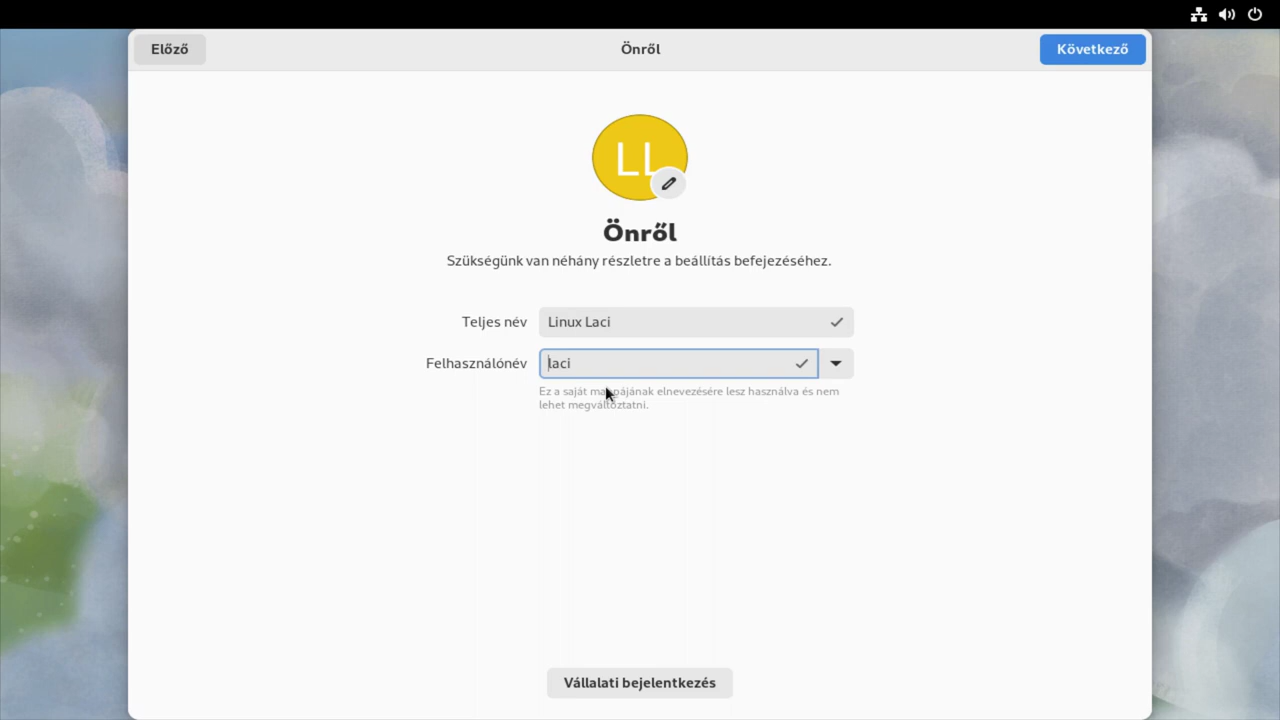 Előző
Önről
Következő
LL
Önről
Szükségünk van néhány részletre a beállítás befejezéséhez.
Teljes név
Linux Laci
Felhasználónév
laci
Ez a saját mappájának elnevezésére lesz használva és nem
lehet megváltoztatni.
Vállalati bejelentkezés